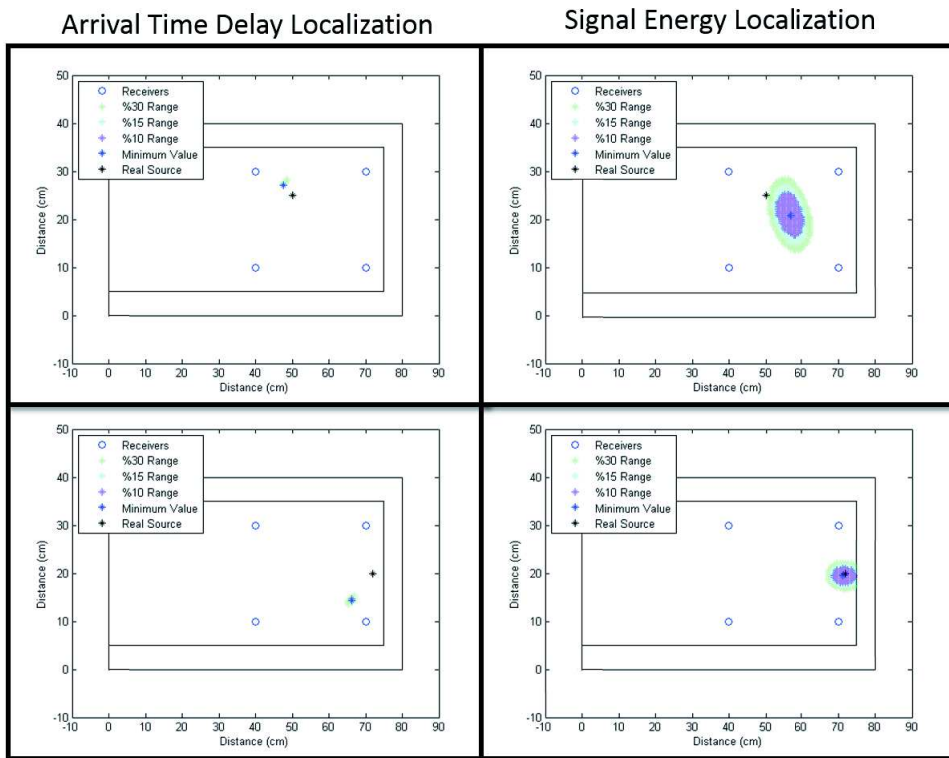 Arrival Time Delay Localization
Signal Energy Localization
50
40
30
20
10
0
-10
Distance (cm)
Receivers
%30 Range
%15 Range
%10 Range
Minimum Value
Real Source
-10 0 10 20 30 40 50 60 70 80 90
Distance (cm)
50
40
30
20
10
0
-10
Distance (cm)
Receivers
%30 Range
%15 Range
%10 Range
Minimum Value
Real Source
-10 0 10 20 30 40 50 60 70 80 90
Distance (cm)
50
40
30
20
10
0
-10
Distance (cm)
Receivers
%30 Range
%15 Range
%10 Range
Minimum Value
Real Source
-10 0 10 20 30 40 50 60 70 80 90
Distance (cm)
50
40
30
20
10
0
-10
Distance (cm)
Receivers
%30 Range
%15 Range
%10 Range
Minimum Value
Real Source
-10 0 10 20 30 40 50 60 70 80 90
Distance (cm)